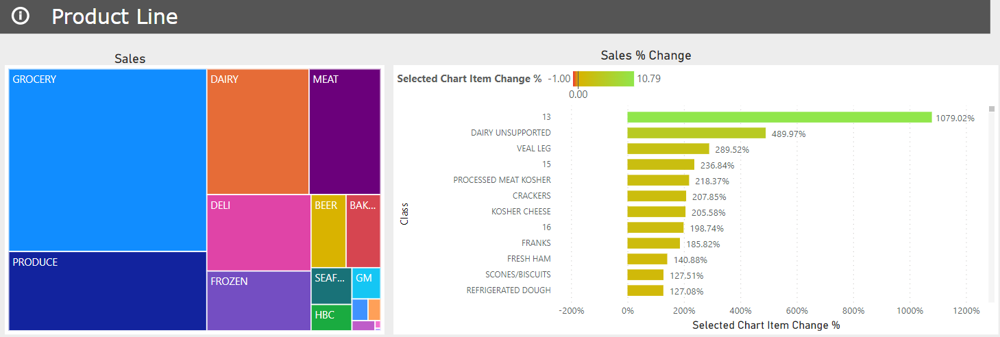 Product Line
Sales
GROCERY
DAIRY
MEAT
DELI
BEER
BAK...
PRODUCE
FROZEN
SEAF...
GM
HBC
Sales % Change
Selected Chart Item Change % -1.00 10.79
0.00
Class
13 1079.02%
DAIRY UNSUPPORTED 489.97%
VEAL LEG 289.52%
15 236.84%
PROCESSED MEAT KOSHER 218.37%
CRACKERS 207.85%
KOSHER CHEESE 205.58%
16 198.74%
FRANKS 185.82%
FRESH HAM 140.88%
SCONES/BISCUITS 127.51%
REFRIGERATED DOUGH 127.08%
-200% 0% 200% 400% 600% 800% 1000% 1200%
Selected Chart Item Change %